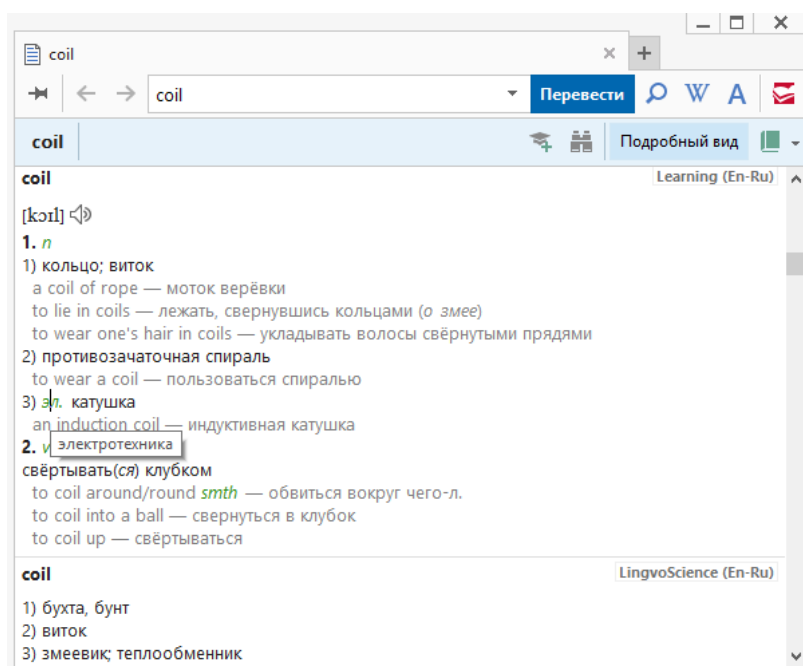 coil
coil Перевести W A
coil Подробный вид
coil Learning (En-Ru)
[kɔɪl]
1. n
1) кольцо; виток
a coil of rope — моток верёвки
to lie in coils — лежать, свернувшись кольцами (о змее)
to wear one's hair in coils — укладывать волосы свёрнутыми прядями
2) противозачаточная спираль
to wear a coil — пользоваться спиралью
3) эл. катушка
an induction coil — индуктивная катушка
электротехника
2. v
свёртывать(ся) клубком
to coil around/round smth — обвиться вокруг чего-л.
to coil into a ball — свернуться в клубок
to coil up — свёртываться
coil LingvoScience (En-Ru)
1) бухта, бунт
2) виток
3) змеевик; теплообменник